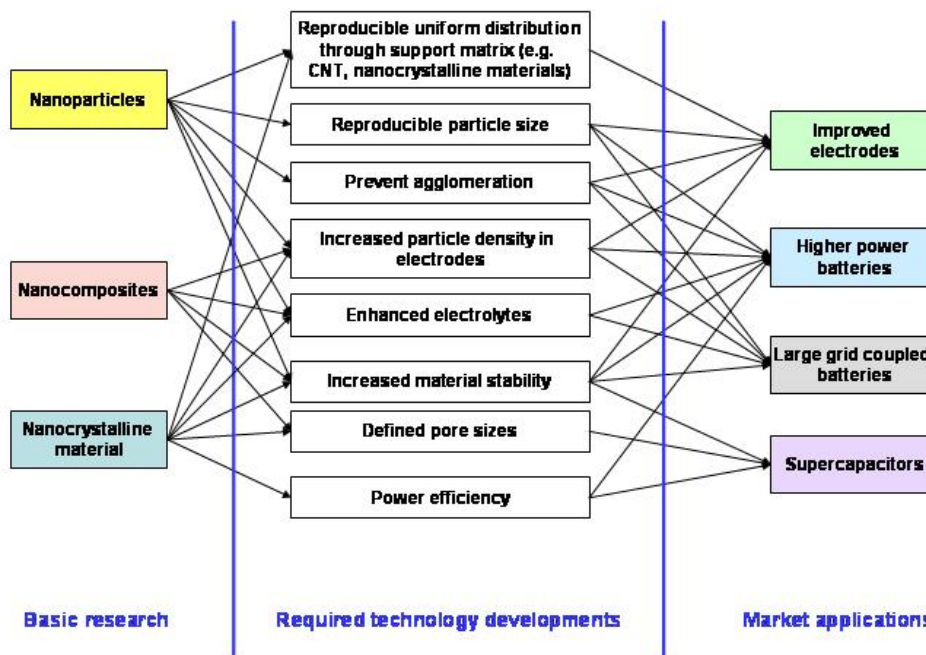 Nanoparticles
Nanocomposites
Nanocrystalline
material
Reproducible uniform distribution
through support matrix (e.g.
CNT, nanocrystalline materials)
Reproducible particle size
Prevent agglomeration
Increased particle density in
electrodes
Enhanced electrolytes
Increased material stability
Defined pore sizes
Power efficiency
Improved
electrodes
Higher power
batteries
Large grid coupled
batteries
Supercapacitors
Basic research
Required technology developments
Market applications